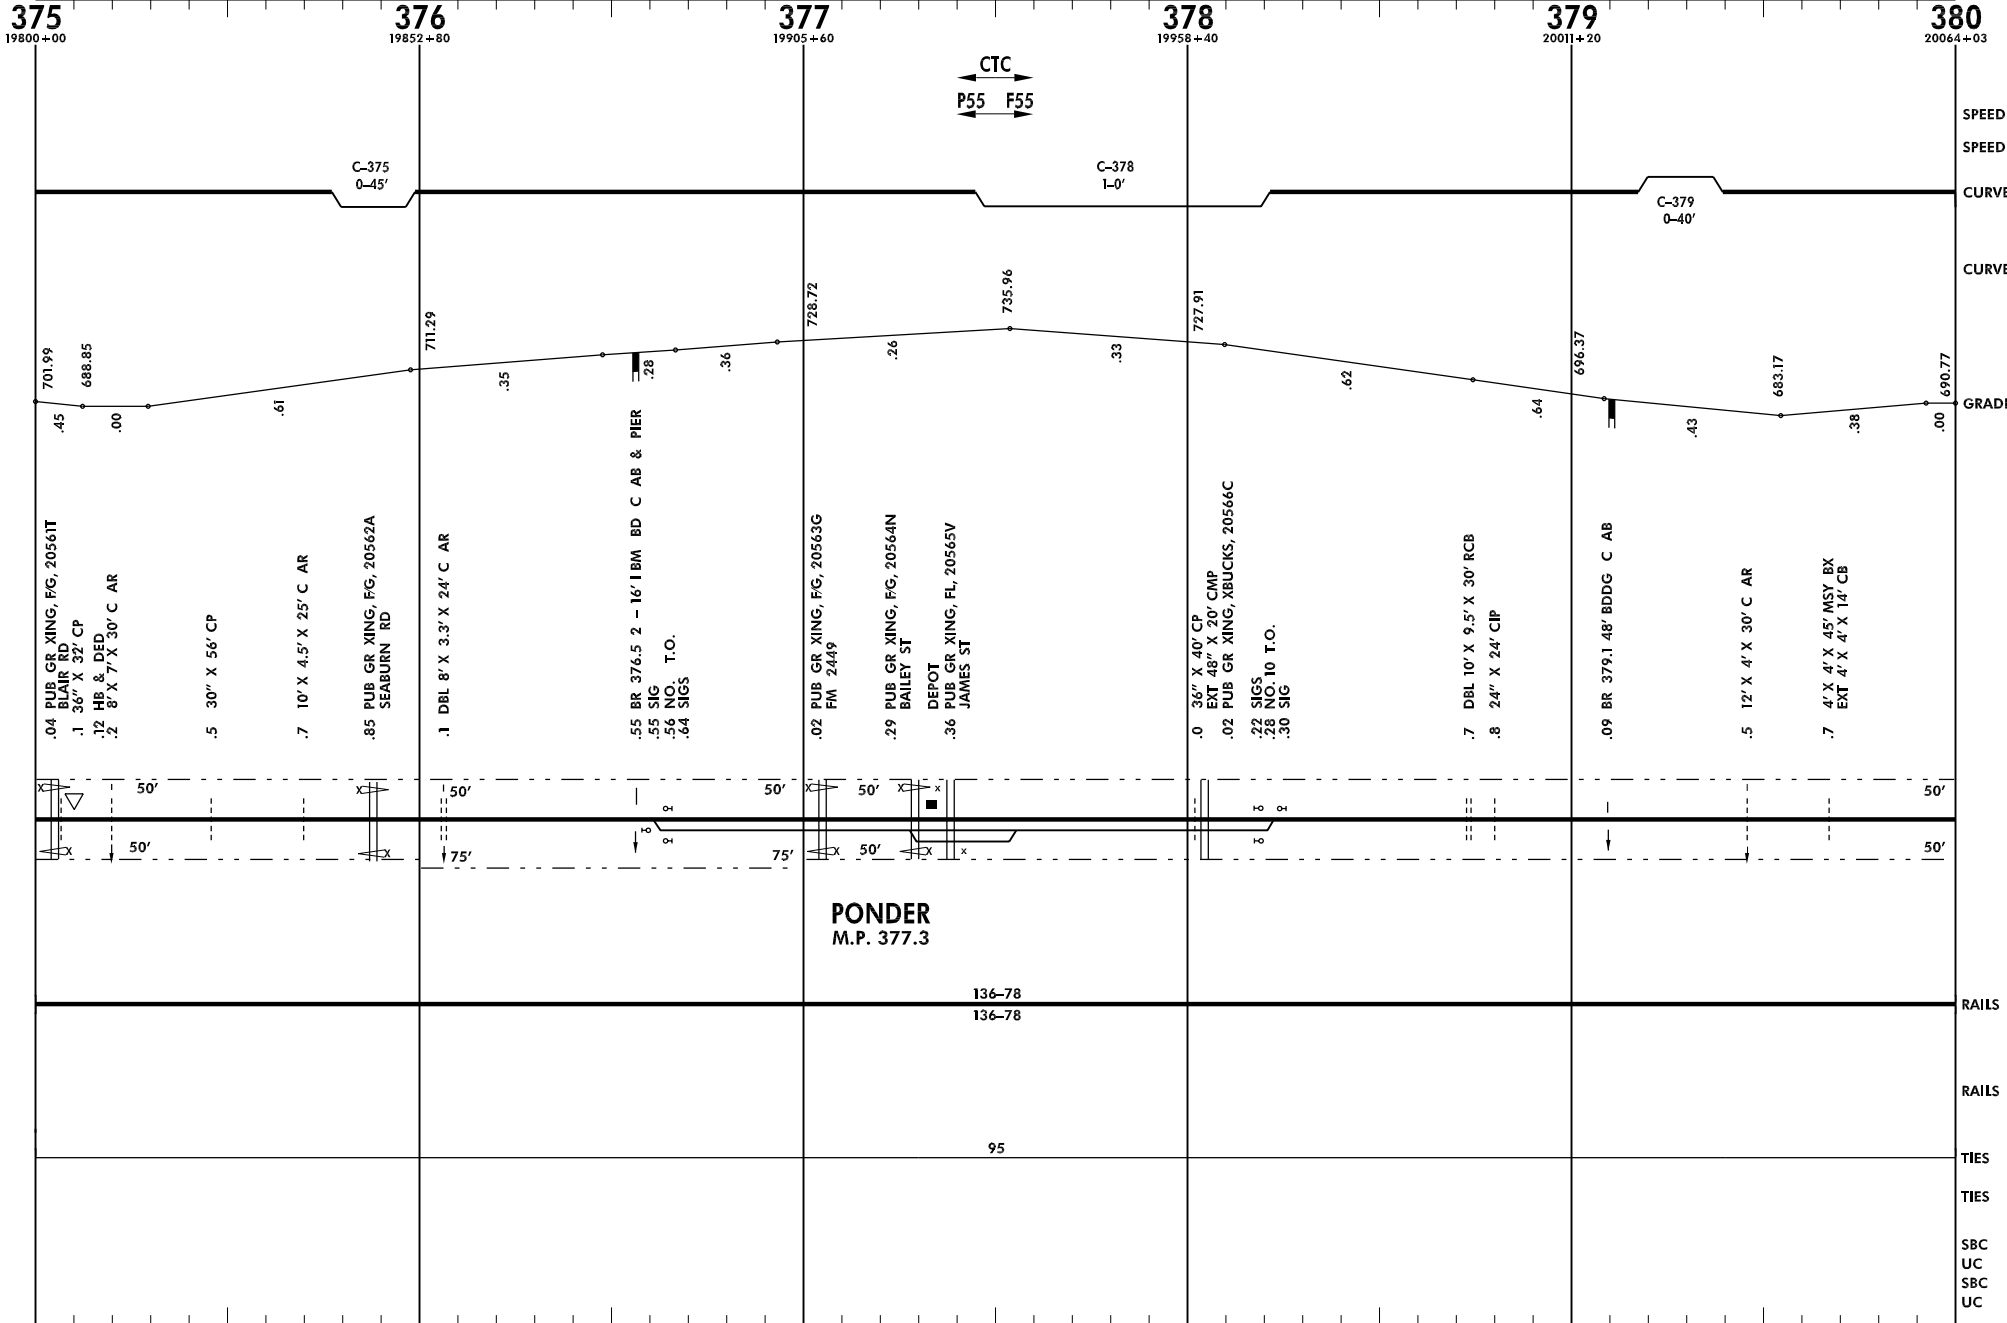 375 376 377 378 379 380
19800+00 19852+80 19905+60 19958+40 20011+20 20064+03
CTC
P55 F55
SPEED
SPEED
C-375
0-45'
C-378
1-0'
CURVE
C-379
0-40'
CURVE
701.99
688.85
711.29
728.72
735.96
727.91
696.37
683.17
690.77
.45
.00
.61
.35
.28
.36
.26
.33
.62
.64
.43
.38
.00
GRADE
.04 PUB GR XING, F/G, 20561T
BLAIR RD
.1 36" X 32' CP
.12 HB & DED
.2 8' X 7' X 30' C AR
.5 30" X 56' CP
.7 10' X 4.5' X 25' C AR
.85 PUB GR XING, F/G, 20562A
SEABURN RD
.1 DBL 8' X 3.3' X 24' C AR
.55 BR 376.5 2 - 16' I BM BD C AB & PIER
.55 SIG
.56 NO. T.O.
.64 SIGS
.02 PUB GR XING, F/G, 20563G
FM 2449
.29 PUB GR XING, F/G, 20564N
BAILEY ST
DEPOT
.36 PUB GR XING, FL, 20565V
JAMES ST
.0 36" X 40' CP
EXT 48" X 20' CMP
.02 PUB GR XING, XBUCKS, 20566C
.22 SIGS
.28 NO. 10 T.O.
.30 SIG
.7 DBL 10' X 9.5' X 30' RCB
.8 24" X 24' CIP
.09 BR 379.1 48' BDDG C AB
.5 12' X 4' X 30' C AR
.7 4' X 4' X 45' MSY BX
EXT 4' X 4' X 14' CB
X 50' X 50' 50' X 50' X x 50'
X 50' X 75' 75' X 50' X x 50'
PONDER
M.P. 377.3
136-78
RAILS
136-78
RAILS
95
TIES
TIES
SBC
UC
SBC
UC